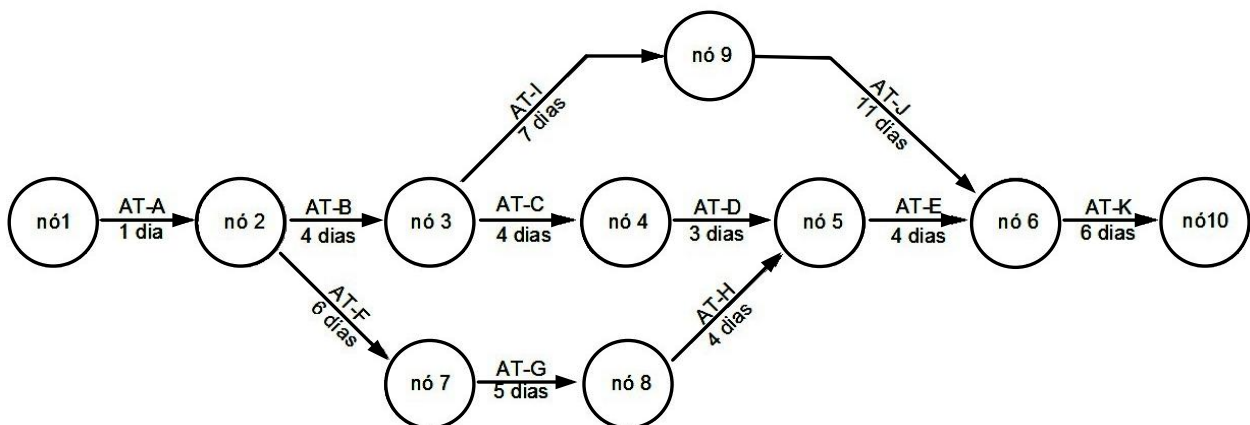 nó 9
AT-I
7 dias
AT-J
11 dias
nó1
AT-A
1 dia
nó 2
AT-B
4 dias
nó 3
AT-C
4 dias
nó 4
AT-D
3 dias
nó 5
AT-E
4 dias
nó 6
AT-K
6 dias
nó10
AT-F
6 dias
AT-H
4 dias
nó 7
AT-G
5 dias
nó 8